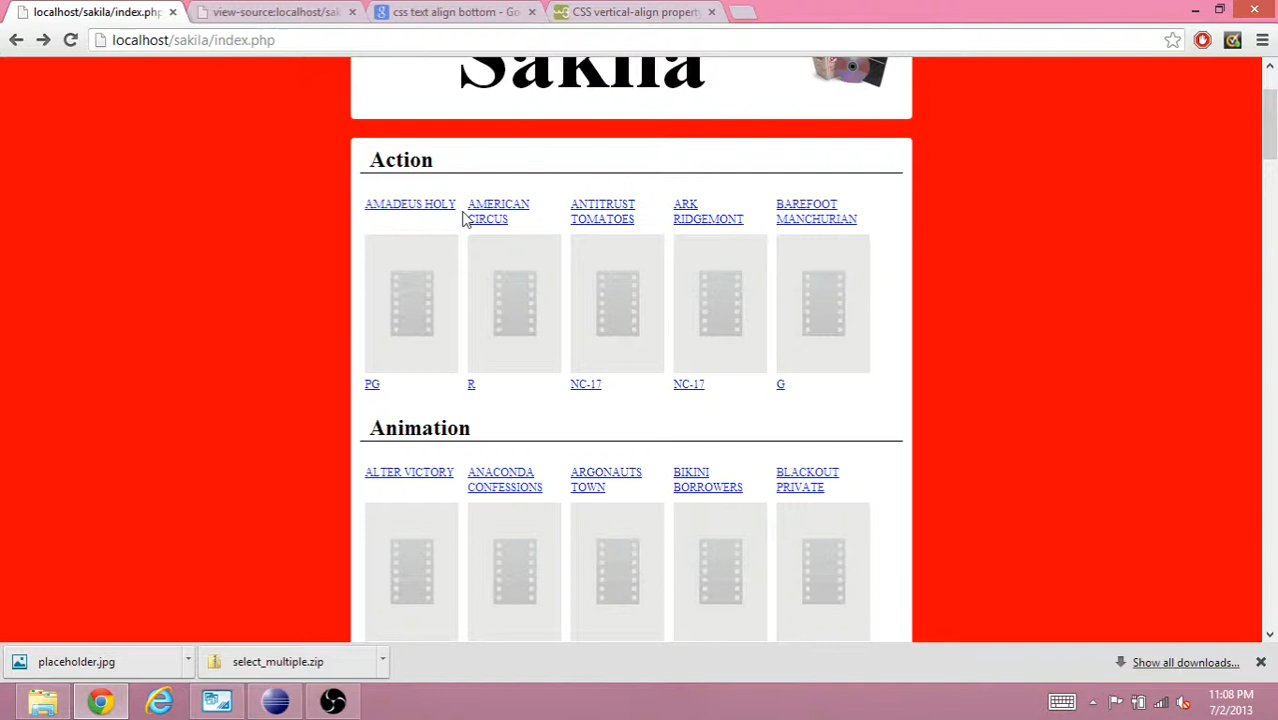 localhost/sakila/index.php
view-source:localhost/sak
css text align bottom - Go
CSS vertical-align property
localhost/sakila/index.php
Sakila
Action
AMADEUS HOLY
AMERICAN
CIRCUS
ANTITRUST
TOMATOES
ARK
RIDGEMONT
BAREFOOT
MANCHURIAN
PG
R
NC-17
NC-17
G
Animation
ALTER VICTORY
ANACONDA
CONFESSIONS
ARGONAUTS
TOWN
BIKINI
BORROWERS
BLACKOUT
PRIVATE
placeholder.jpg
select_multiple.zip
Show all downloads...
11:08 PM
7/2/2013